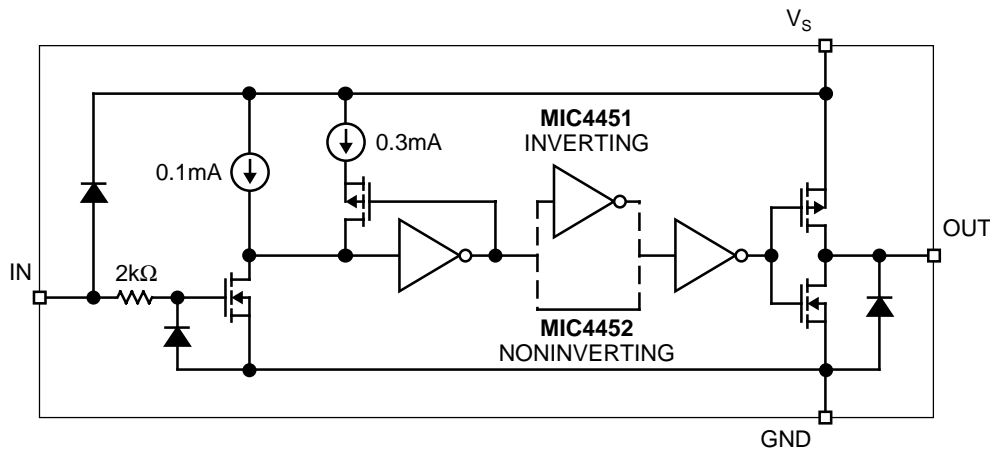 V_S
MIC4451
INVERTING
0.3mA
0.1mA
OUT
IN
2kΩ
MIC4452
NONINVERTING
GND